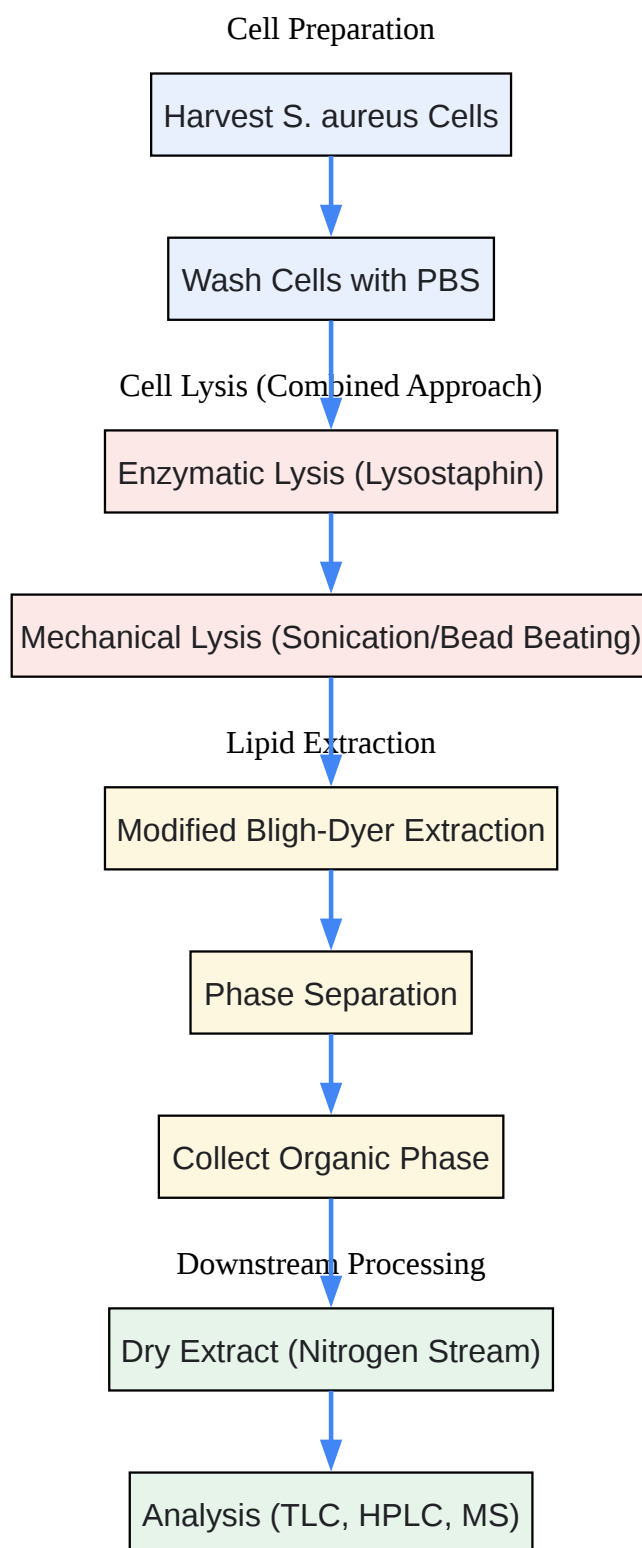 Cell Preparation
Harvest S. aureus Cells
Wash Cells with PBS
Cell Lysis (Combined Approach)
Enzymatic Lysis (Lysostaphin)
Mechanical Lysis (Sonication/Bead Beating)
Lipid Extraction
Modified Bligh-Dyer Extraction
Phase Separation
Collect Organic Phase
Downstream Processing
Dry Extract (Nitrogen Stream)
Analysis (TLC, HPLC, MS)